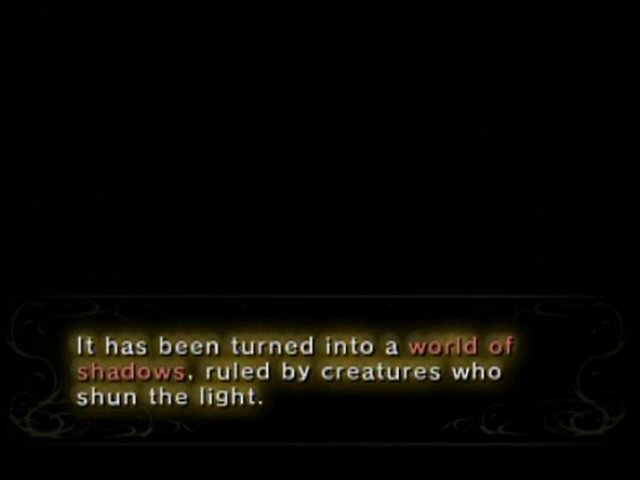 It has been turned into a world of
shadows, ruled by creatures who
shun the light.